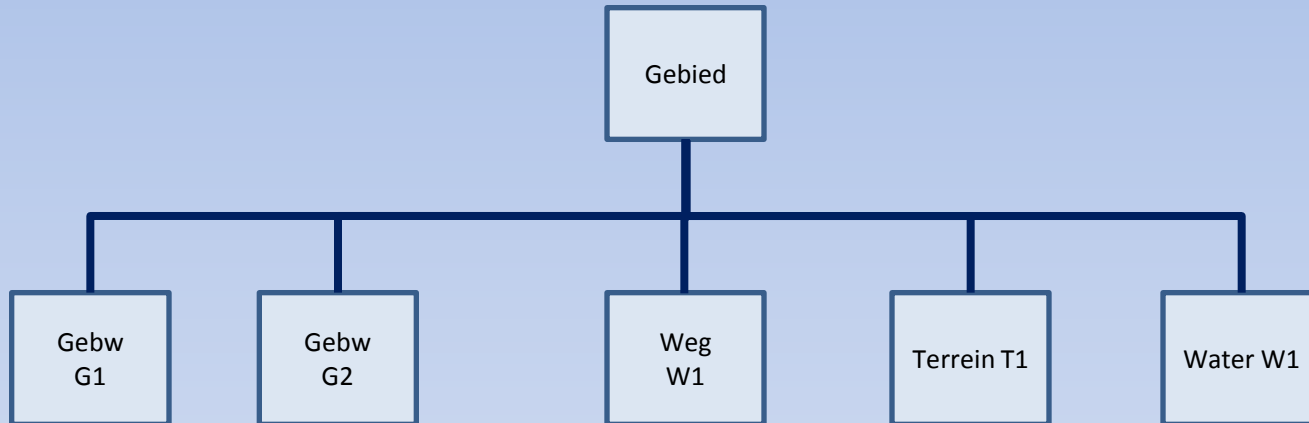 Gebied
Gebw
G1
Gebw
G2
Weg
W1
Terrein T1
Water W1